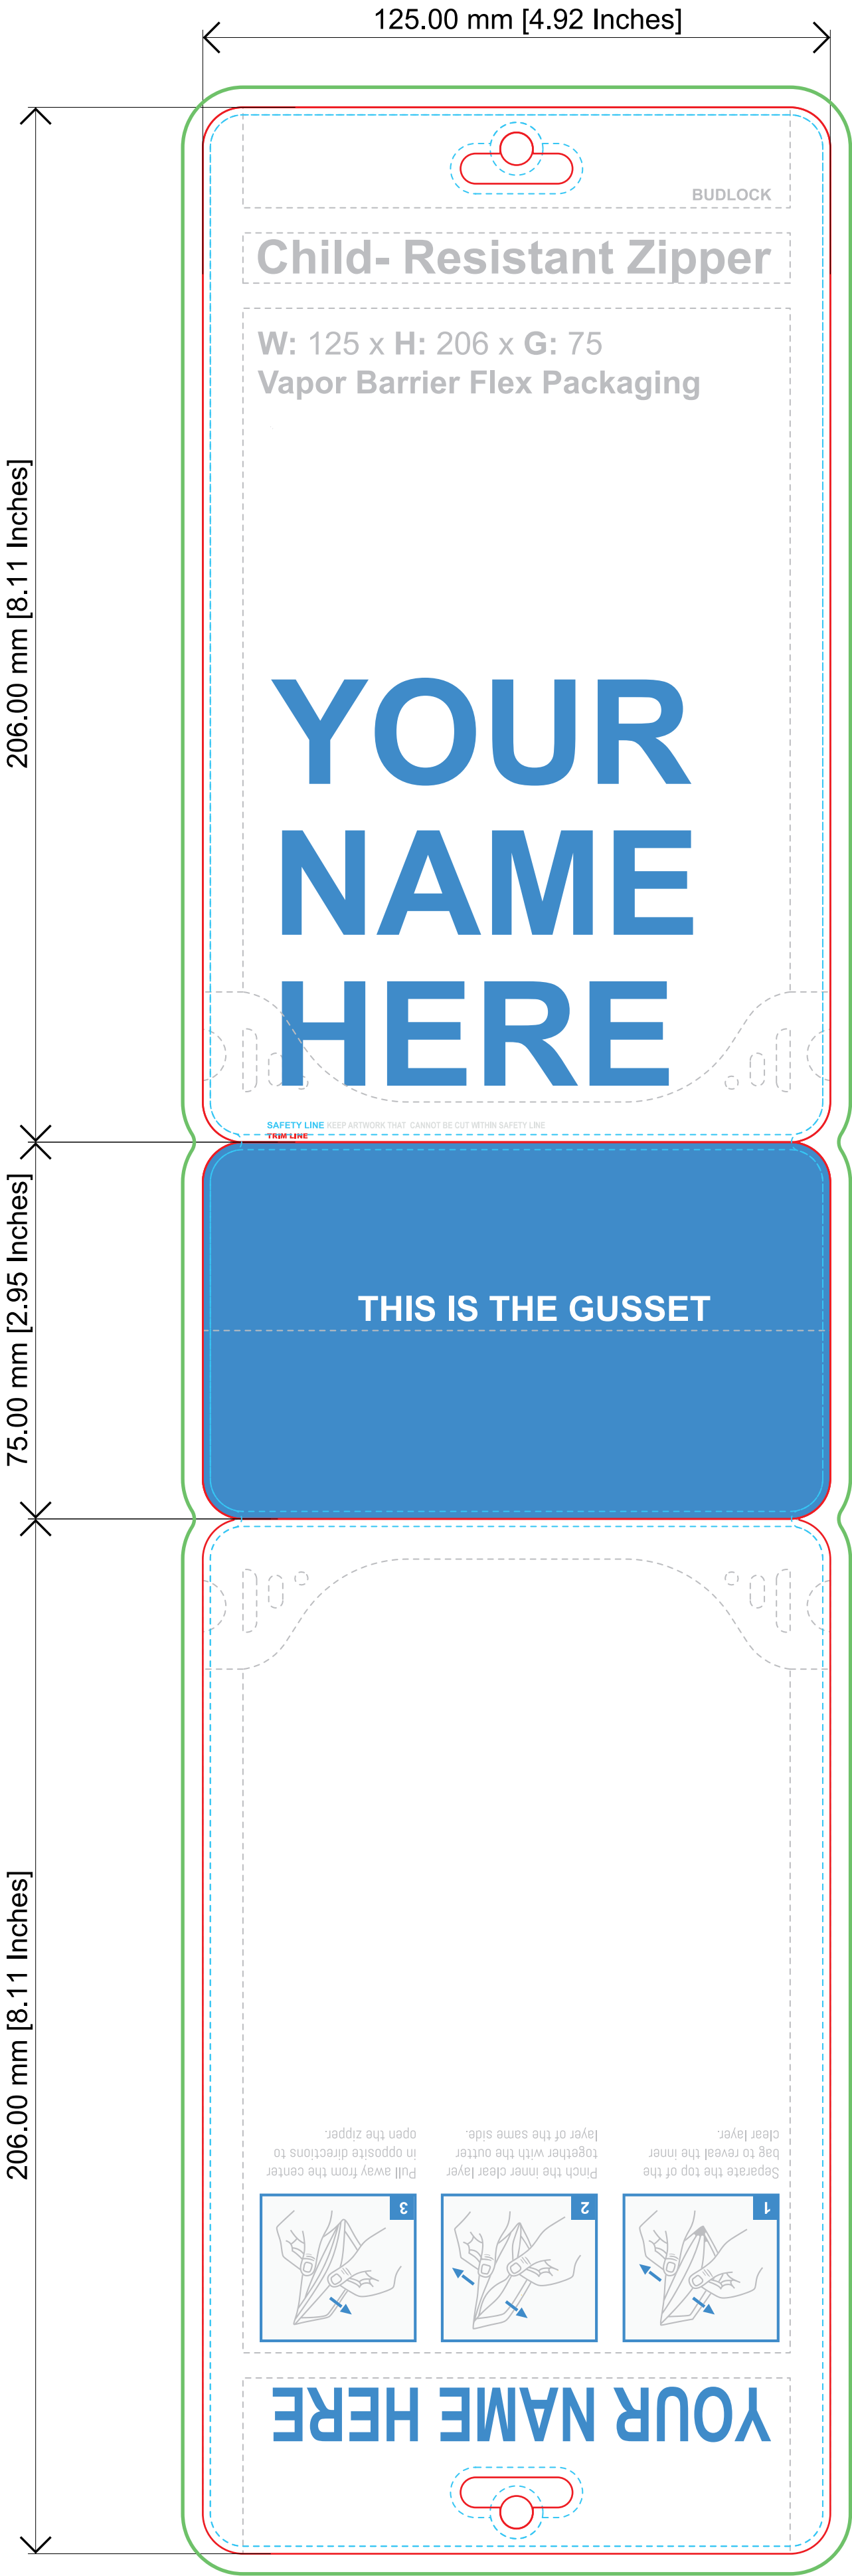 125.00 mm [4.92 Inches]
BUDLOCK
Child- Resistant Zipper
W: 125 x H: 206 x G: 75
Vapor Barrier Flex Packaging
206.00 mm [8.11 Inches]
YOUR
NAME
HERE
SAFETY LINE KEEP ARTWORK THAT CANNOT BE CUT WITHIN SAFETY LINE
TRIM LINE
75.00 mm [2.95 Inches]
THIS IS THE GUSSET
206.00 mm [8.11 Inches]
YOUR NAME HERE
1
Separate the top of the
bag to reveal the inner
clear layer.
2
Pinch the inner clear layer
together with the outter
layer of the same side.
3
Pull away from the center
in opposite directions to
open the zipper.